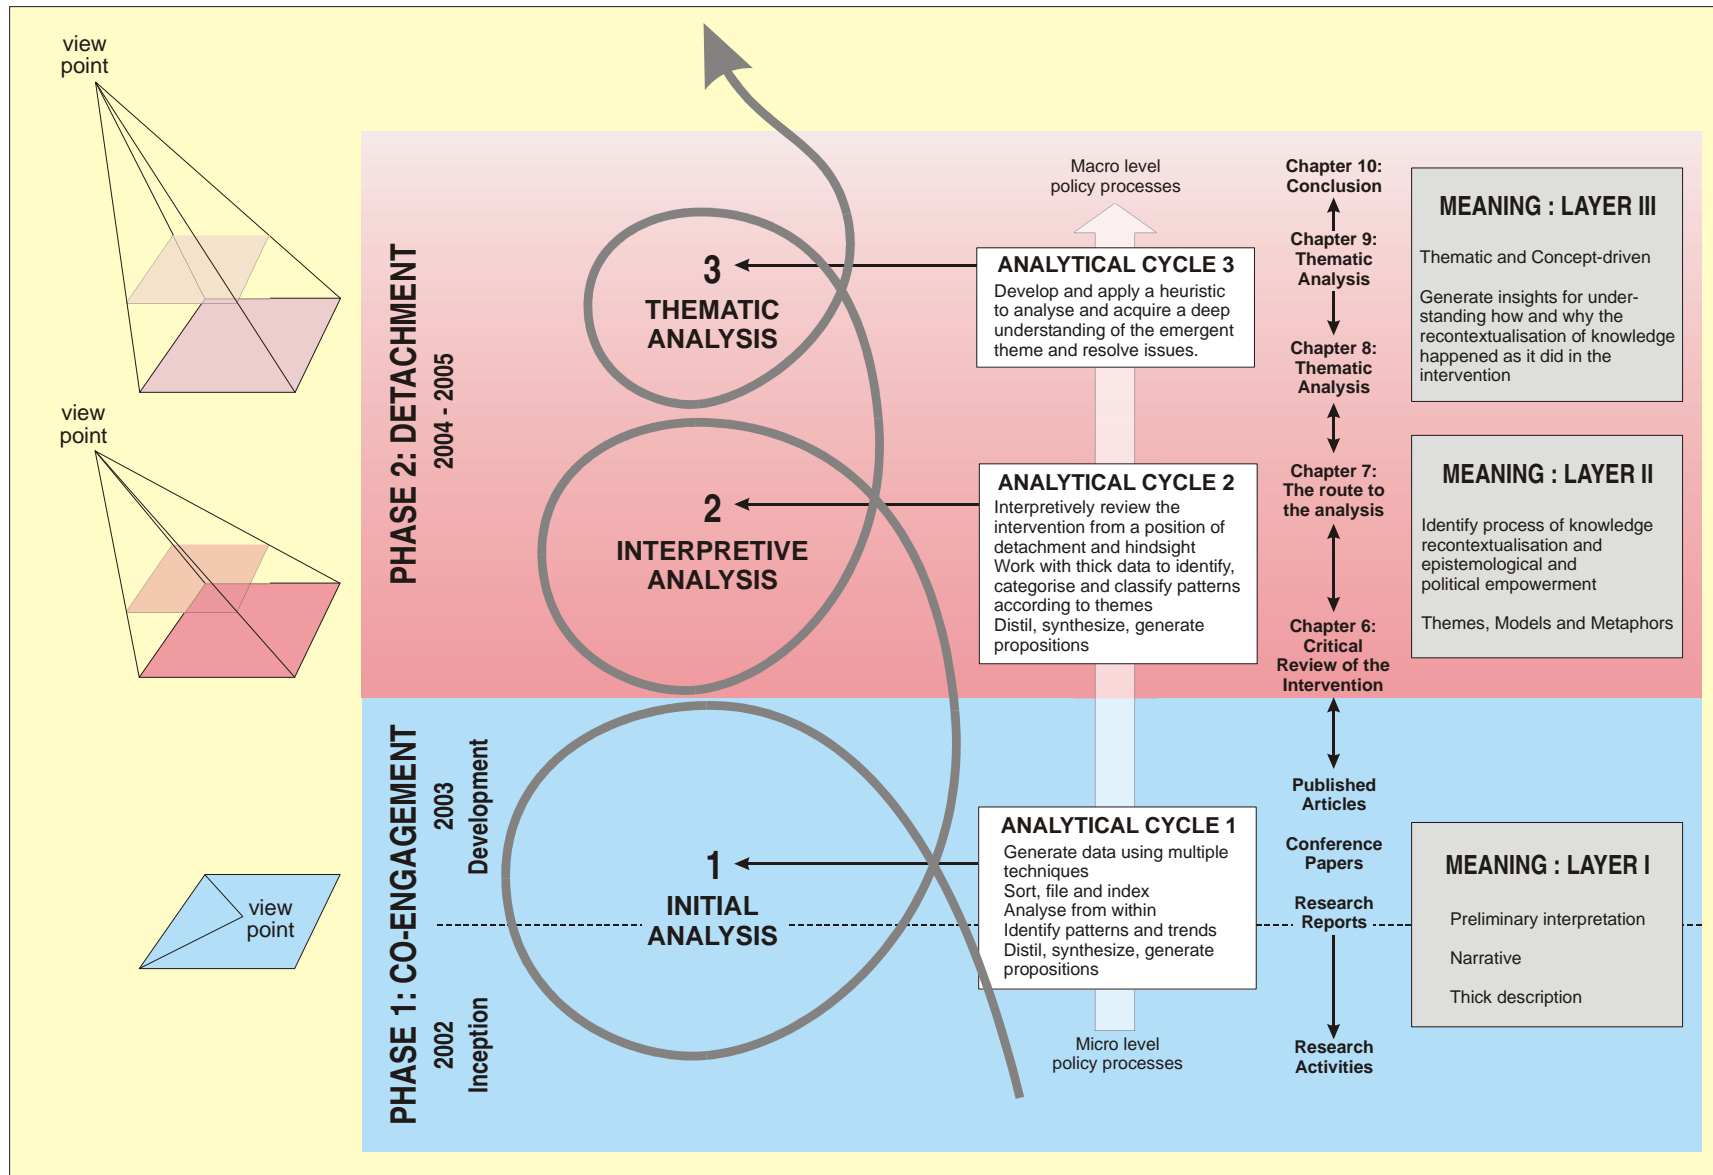 view
point
view
point
view
point
PHASE 2: DETACHMENT
2004 - 2005
PHASE 1: CO-ENGAGEMENT
2003
Development
2002
Inception
3
THEMATIC
ANALYSIS
2
INTERPRETIVE
ANALYSIS
1
INITIAL
ANALYSIS
Macro level
policy processes
ANALYTICAL CYCLE 3
Develop and apply a heuristic
to analyse and acquire a deep
understanding of the emergent
theme and resolve issues.
ANALYTICAL CYCLE 2
Interpretively review the
intervention from a position of
detachment and hindsight
Work with thick data to identify,
categorise and classify patterns
according to themes
Distil, synthesize, generate
propositions
ANALYTICAL CYCLE 1
Generate data using multiple
techniques
Sort, file and index
Analyse from within
Identify patterns and trends
Distil, synthesize, generate
propositions
Micro level
policy processes
Chapter 10:
Conclusion
Chapter 9:
Thematic
Analysis
Chapter 8:
Thematic
Analysis
Chapter 7:
The route to
the analysis
Chapter 6:
Critical
Review of the
Intervention
Published
Articles
Conference
Papers
Research
Reports
Research
Activities
MEANING : LAYER III
Thematic and Concept-driven
Generate insights for under-
standing how and why the
recontextualisation of knowledge
happened as it did in the
intervention
MEANING : LAYER II
Identify process of knowledge
recontextualisation and
epistemological and
political empowerment
Themes, Models and Metaphors
MEANING : LAYER I
Preliminary interpretation
Narrative
Thick description